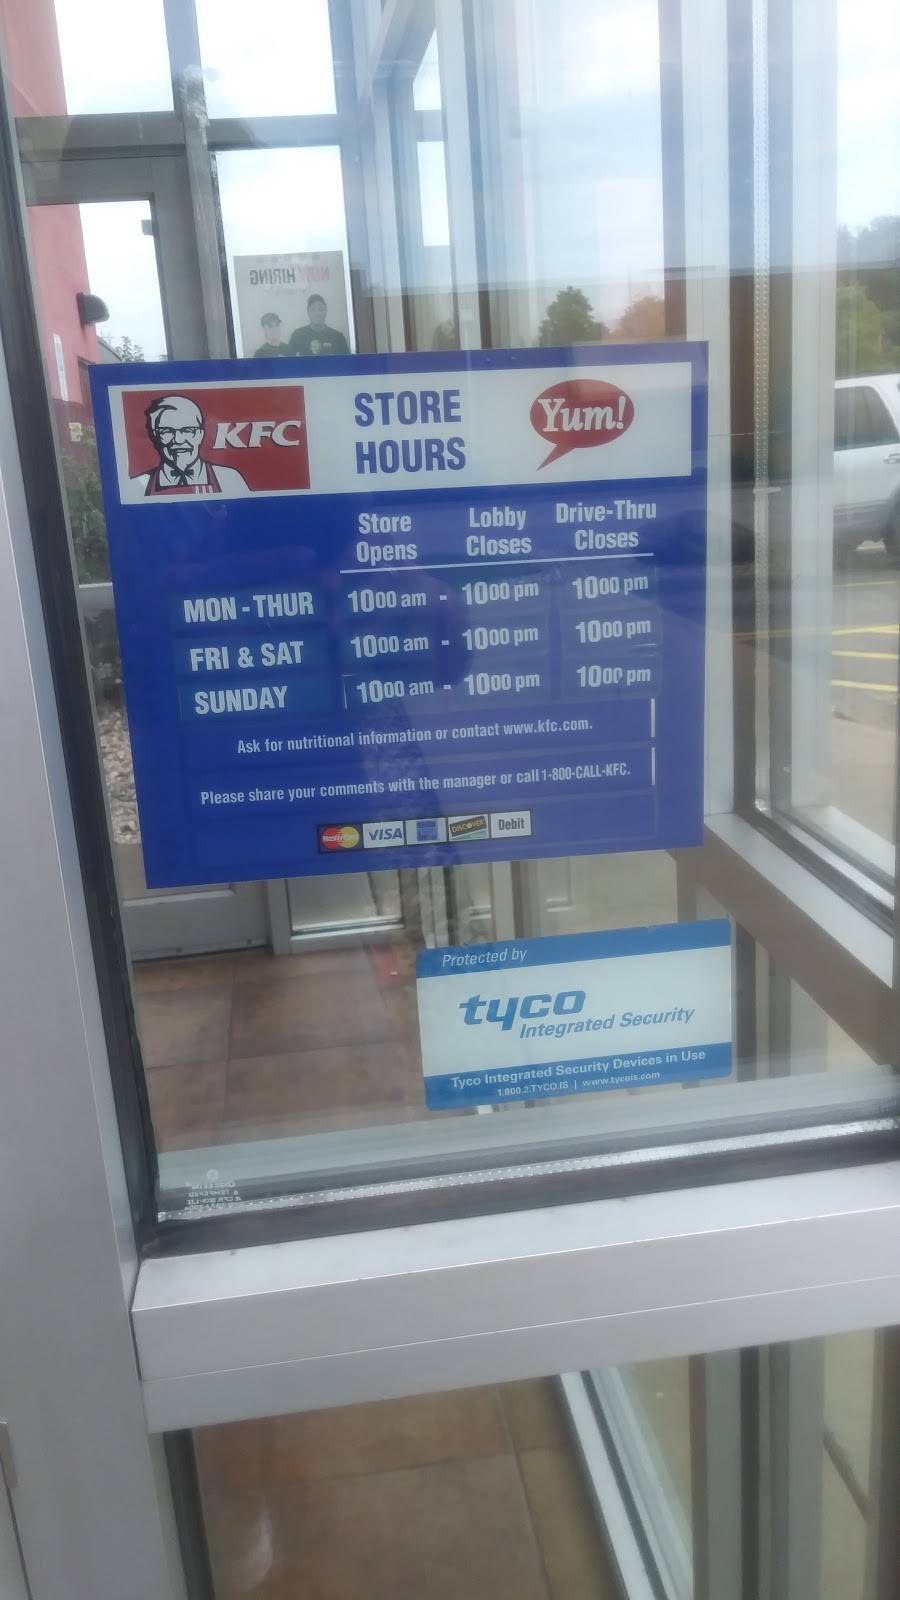 NOW HIRING
KFC
STORE
HOURS
Yum!
Store
Opens
Lobby
Closes
Drive-Thru
Closes
MON - THUR 1000 am - 1000 pm 1000 pm
FRI & SAT 1000 am - 1000 pm 1000 pm
SUNDAY 1000 am - 1000 pm 1000 pm
Ask for nutritional information or contact www.kfc.com.
Please share your comments with the manager or call 1-800-CALL-KFC.
MasterCard VISA DISCOVER Debit
Protected by
tyco
Integrated Security
Tyco Integrated Security Devices in Use
1.800.2.TYCO.IS | www.tycois.com